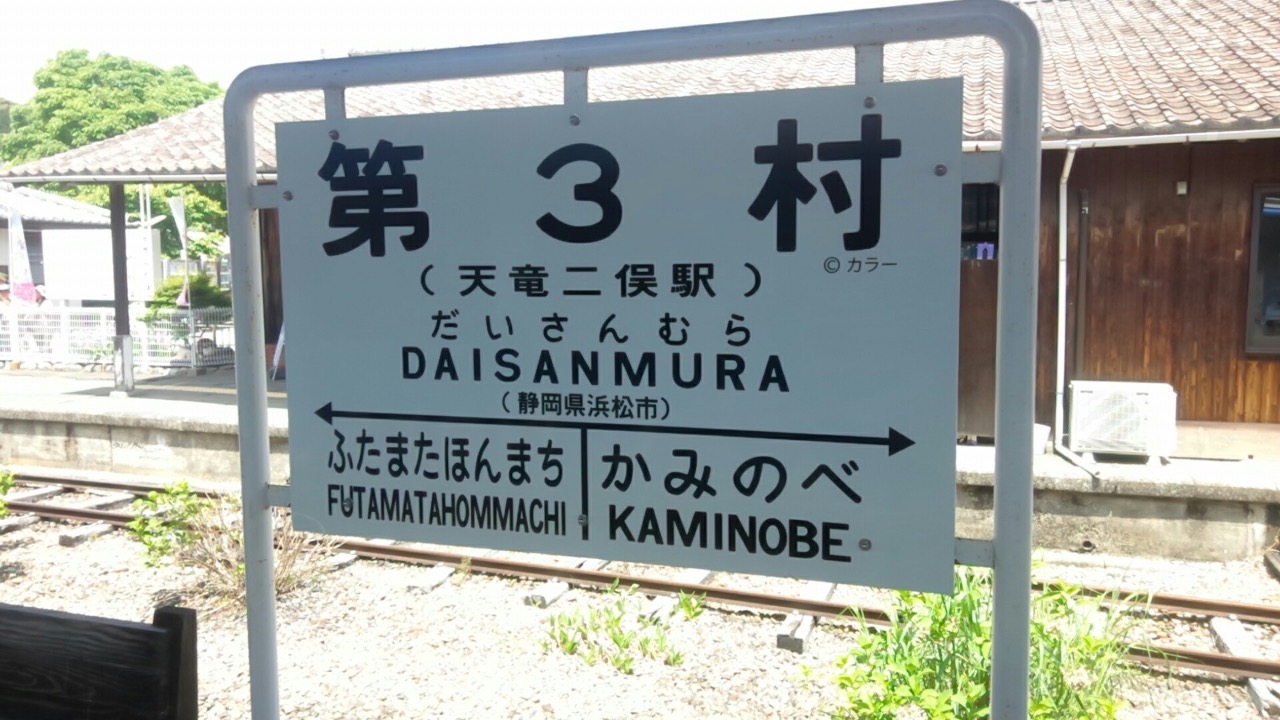 第3村
© カラー
（天竜二俣駅）
だいさんむら
DAISANMURA
（静岡県浜松市）
ふたまたほんまち かみのべ
FUTAMATAHOMMACHI KAMINOBE